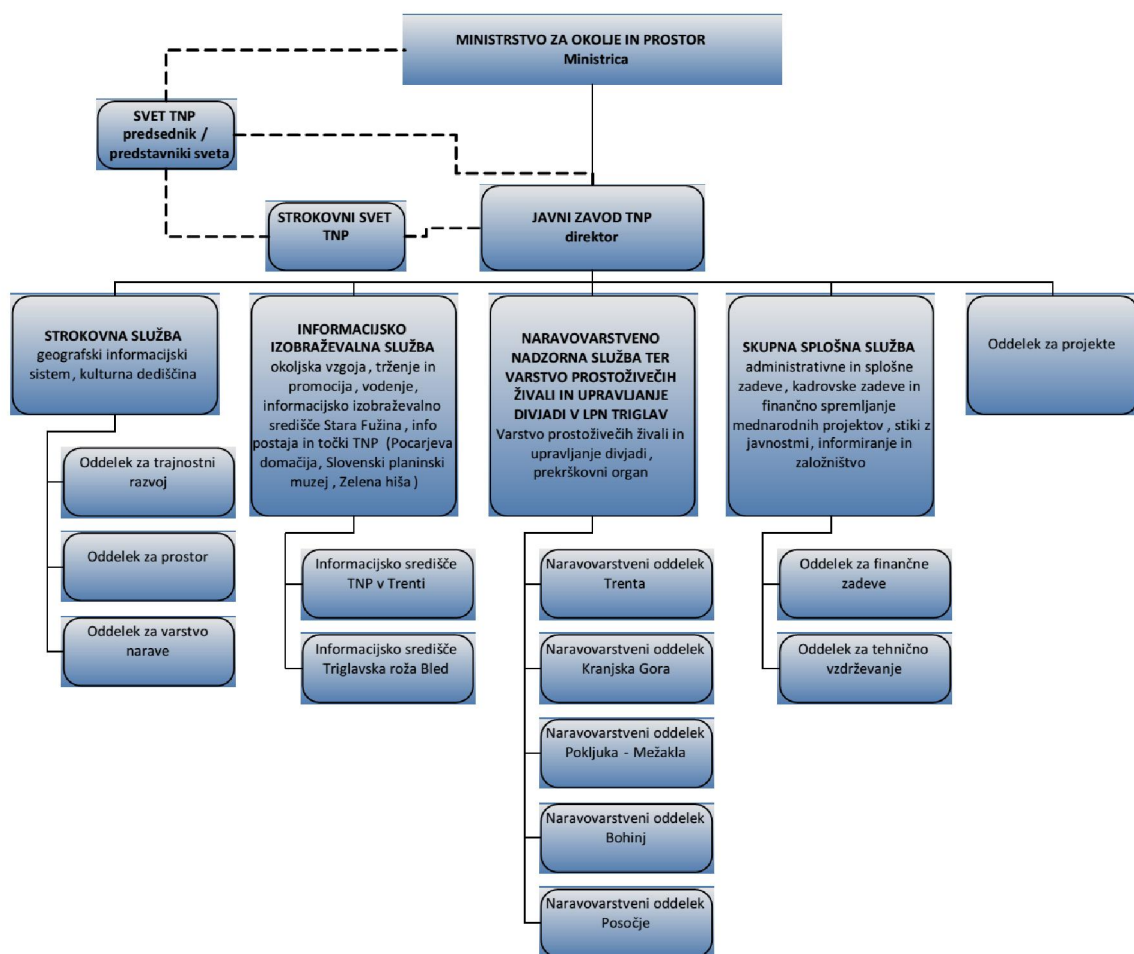 MINISTRSTVO ZA OKOLJE IN PROSTOR
Ministrica
SVET TNP
predsednik /
predstavniki sveta
STROKOVNI SVET
TNP
JAVNI ZAVOD TNP
direktor
STROKOVNA SLUŽBA
geografski informacijski
sistem , kulturna dediščina
Oddelek za trajnostni
razvoj
Oddelek za prostor
Oddelek za varstvo
narave
INFORMACIJSKO
IZOBRAŽEVALNA SLUŽBA
okoljska vzgoja , trženje in
promocija , vodenje ,
informacijsko izobraževalno
središče Stara Fužina , info
postaja in točki TNP (Pocarjeva
domačija, Slovenski planinski
muzej , Zelena hiša )
Informacijsko središče
TNP v Trenti
Informacijsko središče
Triglavska roža Bled
NARAVOVARSTVENO
NADZORNA SLUŽBA TER
VARSTVO PROSTOŽIVEČIH
ŽIVALI IN UPRAVLJANJE
DIVJADI V LPN TRIGLAV
Varstvo prostoživečih živali in
upravljanje divjadi ,
prekrškovni organ
Naravovarstveni oddelek
Trenta
Naravovarstveni oddelek
Kranjska Gora
Naravovarstveni oddelek
Pokljuka - Mežakla
Naravovarstveni oddelek
Bohinj
Naravovarstveni oddelek
Posočje
SKUPNA SPLOŠNA SLUŽBA
administrativne in splošne
zadeve , kadrovske zadeve in
finančno spremljanje
mednarodnih projektov , stiki z
javnostmi , informiranje in
založništvo
Oddelek za finančne
zadeve
Oddelek za tehnično
vzdrževanje
Oddelek za projekte